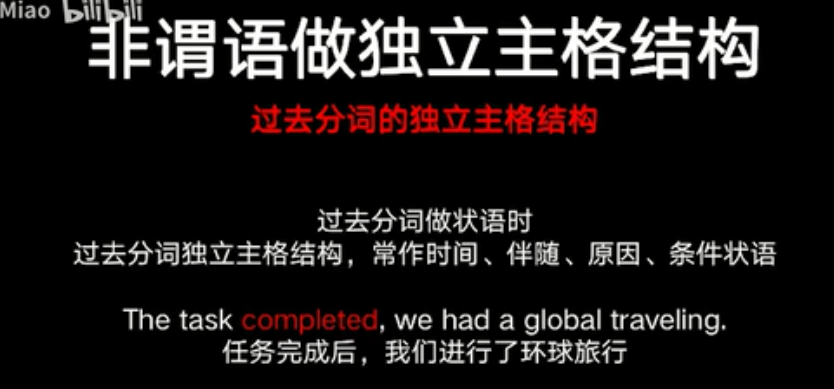 Miao bilibili
非谓语做独立主格结构
过去分词的独立主格结构
过去分词做状语时
过去分词独立主格结构，常作时间、伴随、原因、条件状语
The task completed, we had a global traveling.
任务完成后，我们进行了环球旅行